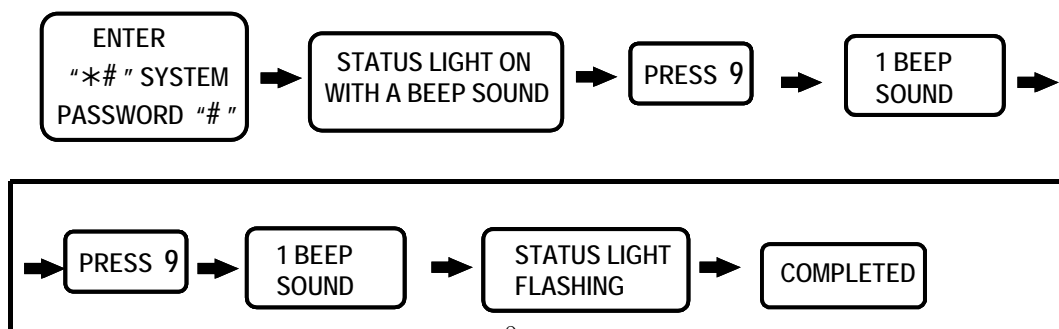 ENTER
"*#" SYSTEM
PASSWORD "#"
STATUS LIGHT ON
WITH A BEEP SOUND
PRESS 9
1 BEEP
SOUND
PRESS 9
1 BEEP
SOUND
STATUS LIGHT
FLASHING
COMPLETED